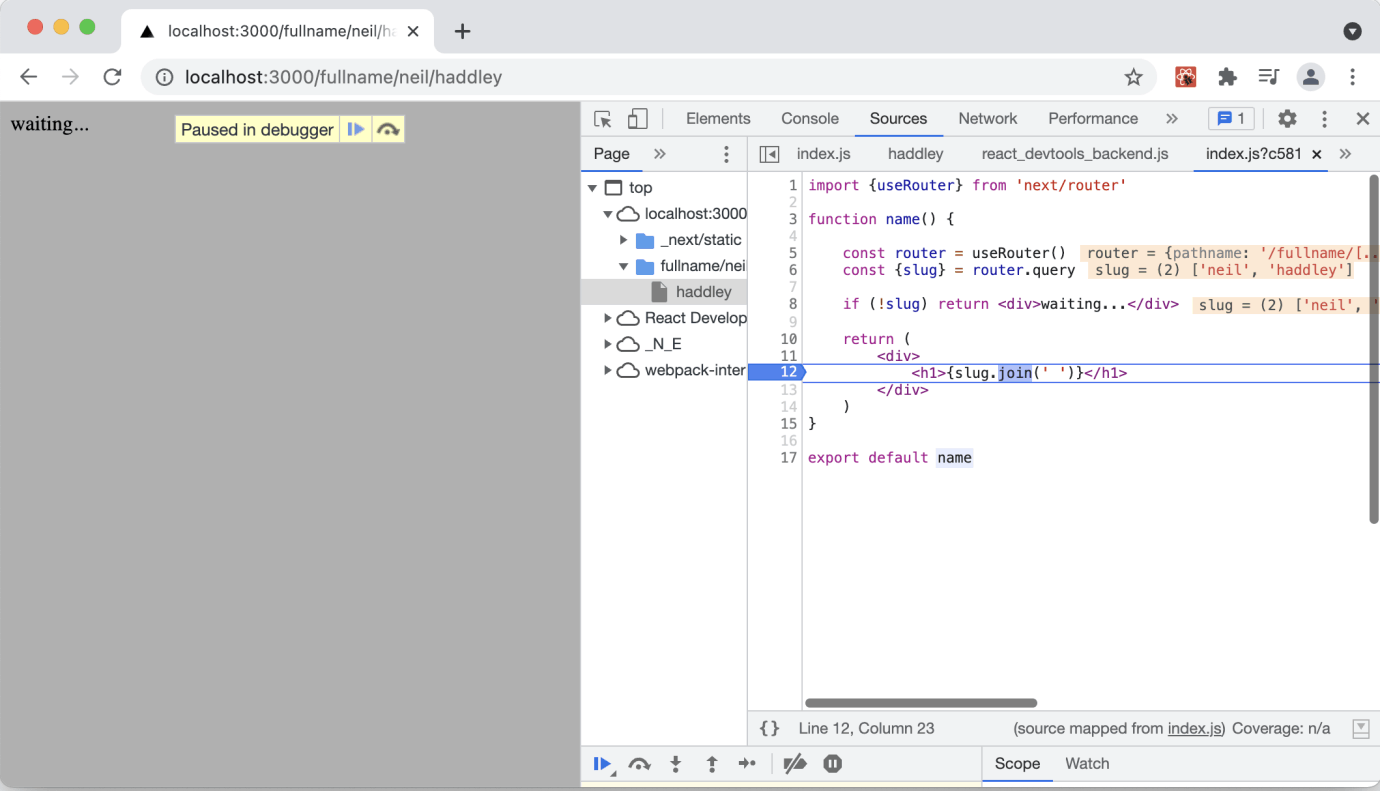 localhost:3000/fullname/neil/ha
localhost:3000/fullname/neil/haddley
waiting...
Paused in debugger
Elements Console Sources Network Performance » 1
Page » index.js haddley react_devtools_backend.js index.js?c581 »
top
localhost:3000
_next/static
fullname/nei
haddley
React Develop
_N_E
webpack-inter
1 import {useRouter} from 'next/router'
2
3 function name() {
4
5     const router = useRouter() router = {pathname: '/fullname/[..
6     const {slug} = router.query slug = (2) ['neil', 'haddley']
7
8     if (!slug) return <div>waiting...</div> slug = (2) ['neil', '
9
10     return (
11         <div>
12             <h1>{slug.join(' ')}</h1>
13         </div>
14     )
15 }
16
17 export default name
{} Line 12, Column 23 (source mapped from index.js) Coverage: n/a
Scope Watch